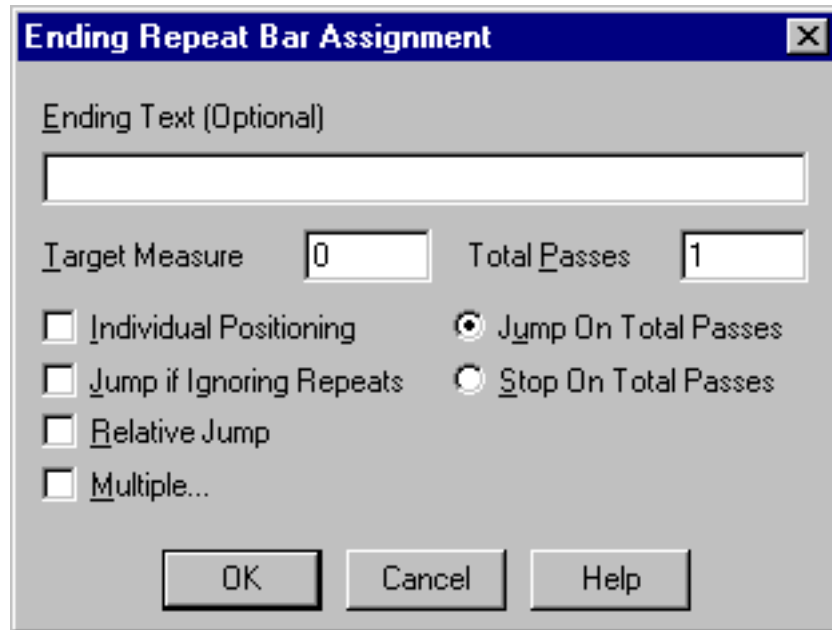 Ending Repeat Bar Assignment
Ending Text (Optional)
Target Measure 0 Total Passes 1
Individual Positioning Jump On Total Passes
Jump if Ignoring Repeats Stop On Total Passes
Relative Jump
Multiple...
OK Cancel Help